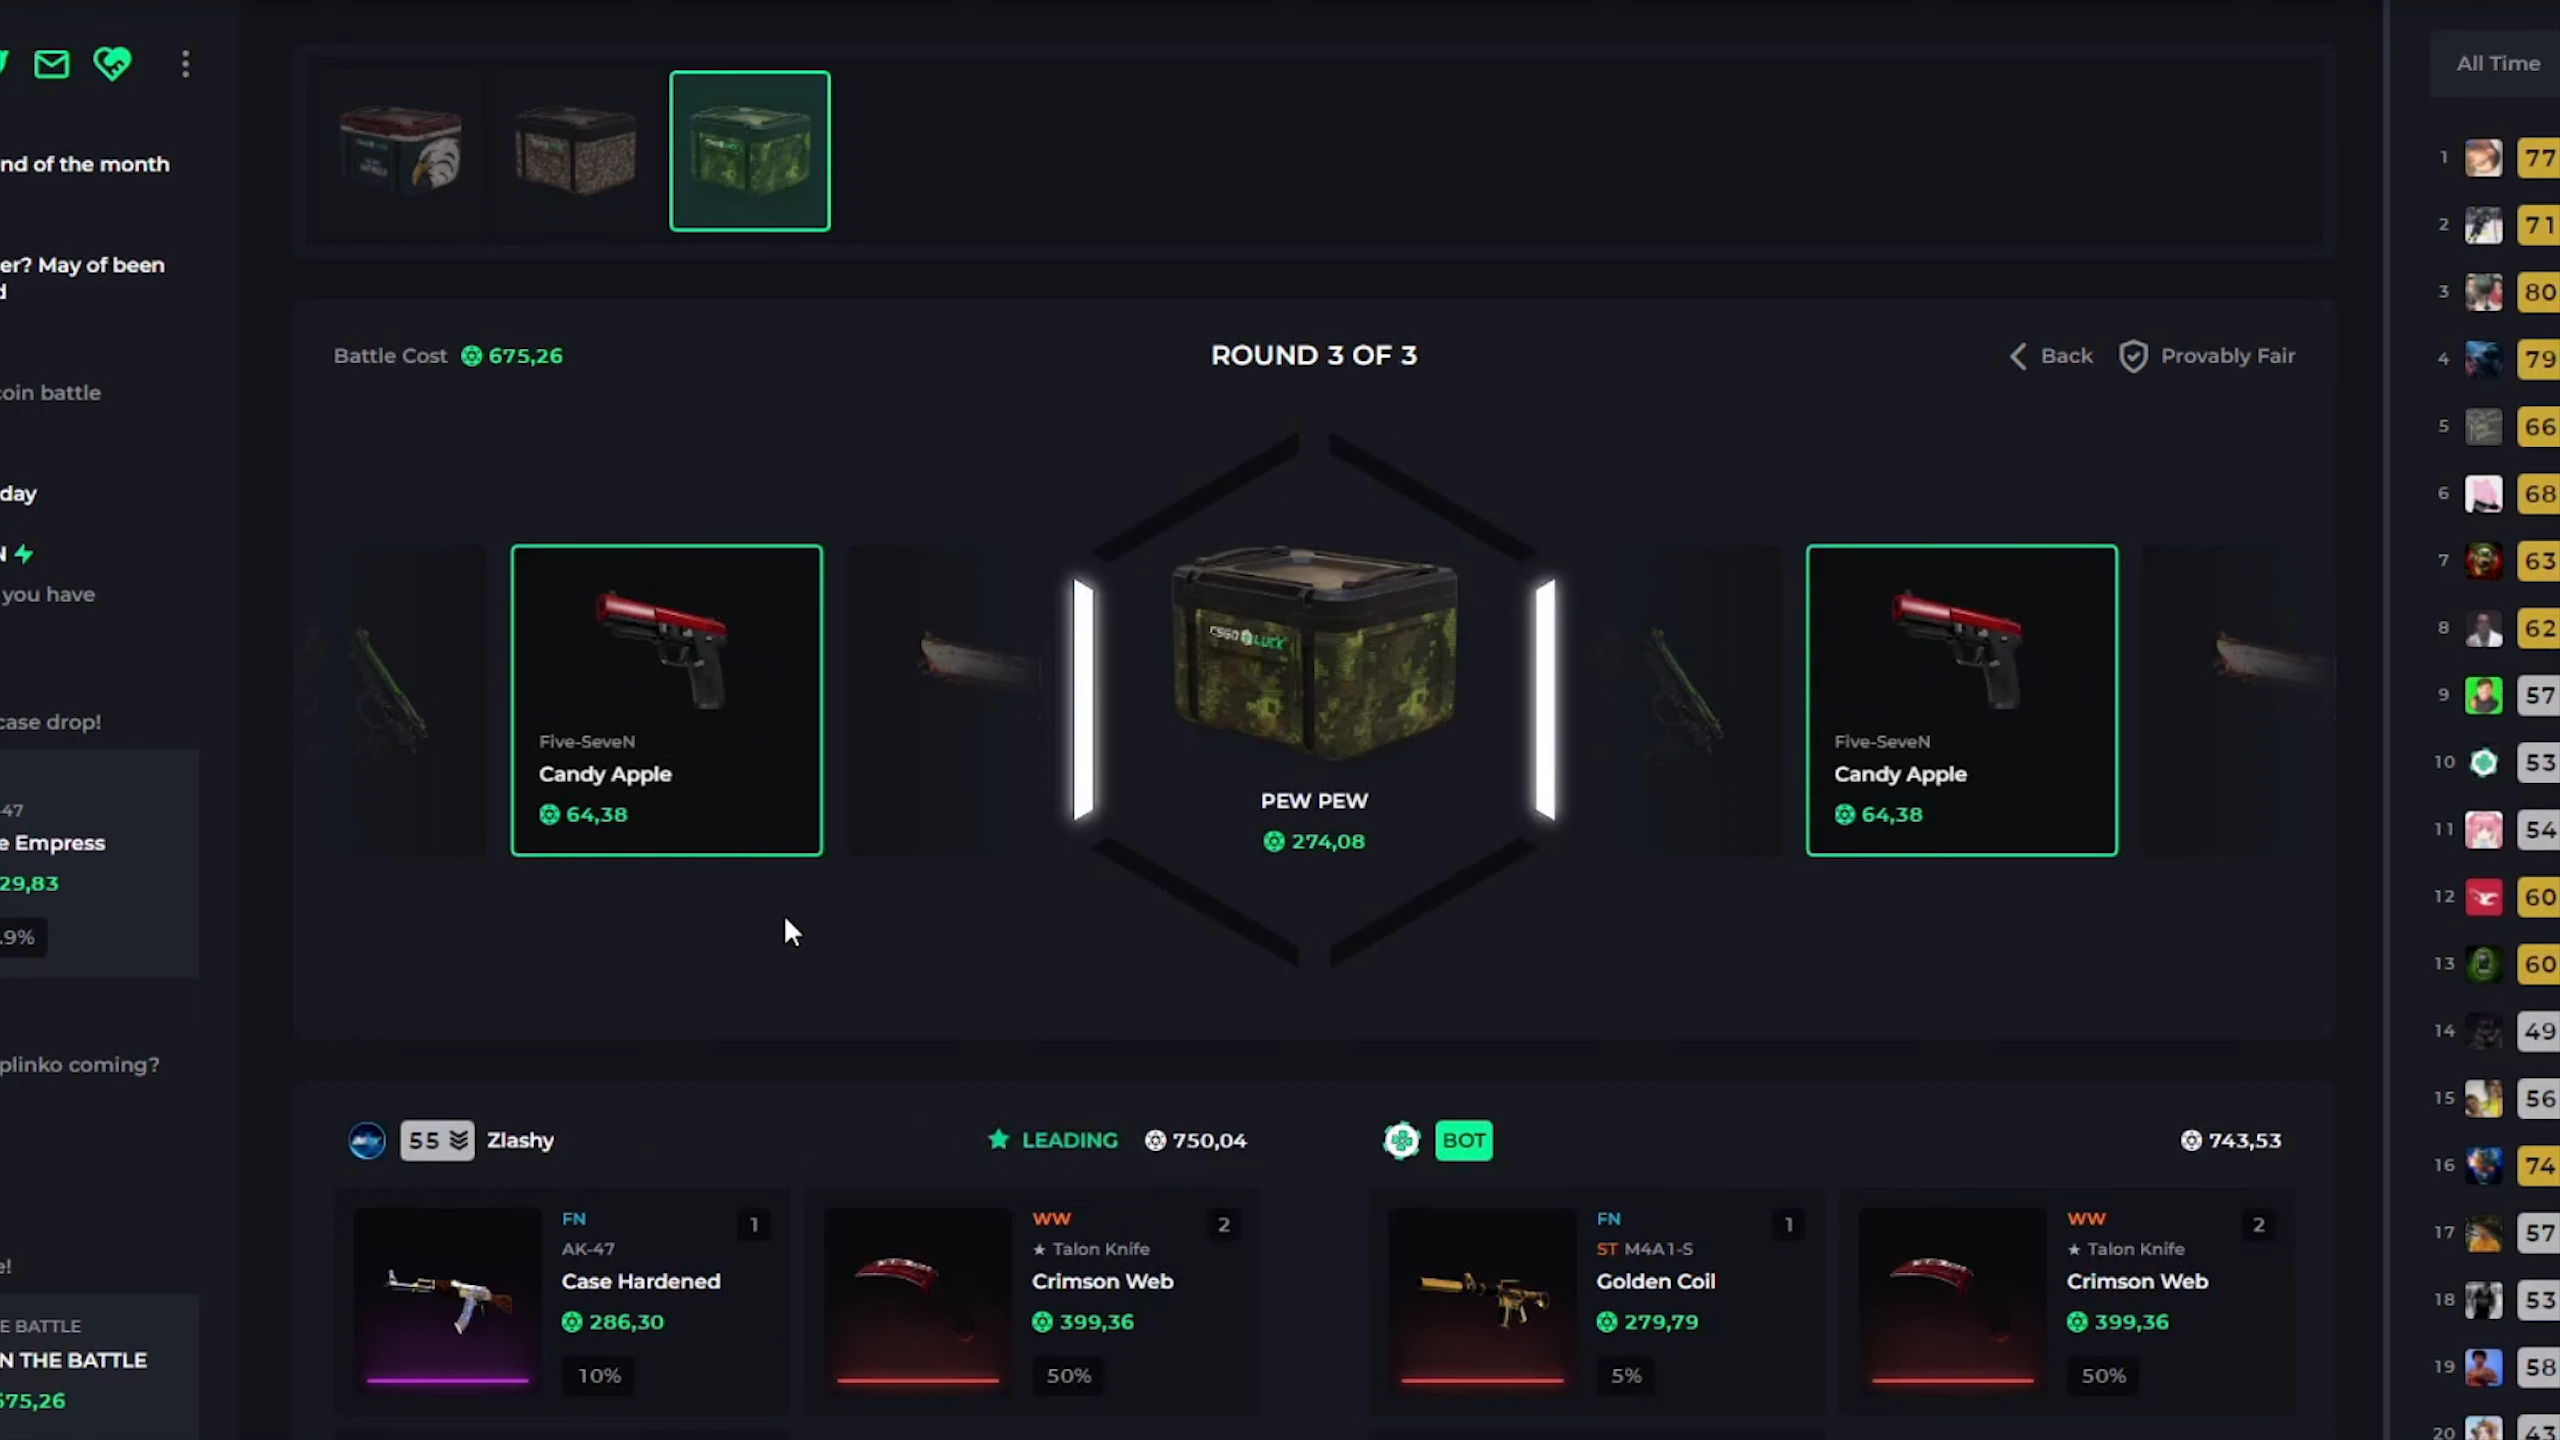 nd of the month
er? May of been
d
coin battle
day
N
you have
case drop!
-47
e Empress
29,83
.9%
plinko coming?
e!
E BATTLE
N THE BATTLE
675,26
Battle Cost 675,26
ROUND 3 OF 3
Back
Provably Fair
Five-SeveN
Candy Apple
64,38
CSGO LUCK
PEW PEW
274,08
Five-SeveN
Candy Apple
64,38
55 Zlashy
LEADING 750,04
FN 1
AK-47
Case Hardened
286,30
10%
WW 2
★ Talon Knife
Crimson Web
399,36
50%
BOT
743,53
FN 1
ST M4A1-S
Golden Coil
279,79
5%
WW 2
★ Talon Knife
Crimson Web
399,36
50%
All Time
1 77
2 71
3 80
4 79
5 66
6 68
7 63
8 62
9 57
10 53
11 54
12 60
13 60
14 49
15 56
16 74
17 57
18 53
19 58
20 43